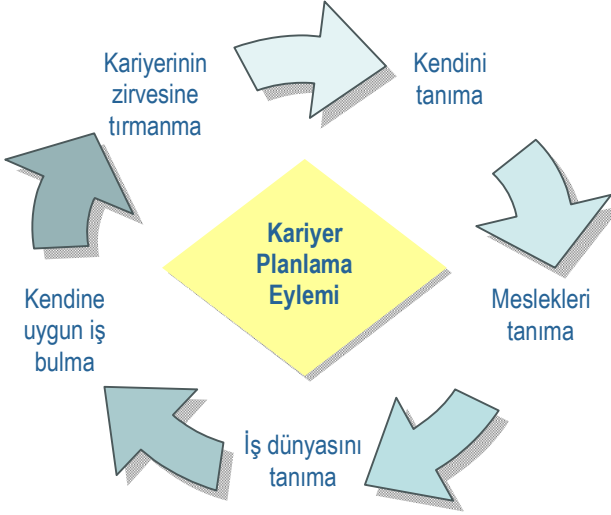 Kariyerinin
zirvesine
tırmanma
Kendini
tanıma
Kariyer
Planlama
Eylemi
Kendine
uygun iş
bulma
Meslekleri
tanıma
İş dünyasını
tanıma